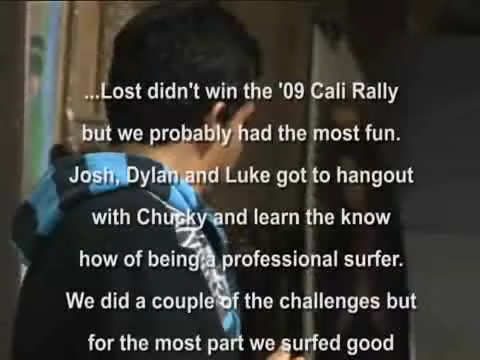 ...Lost didn't win the '09 Cali Rally
but we probably had the most fun.
Josh, Dylan and Luke got to hangout
with Chucky and learn the know
how of being a professional surfer.
We did a couple of the challenges but
for the most part we surfed good